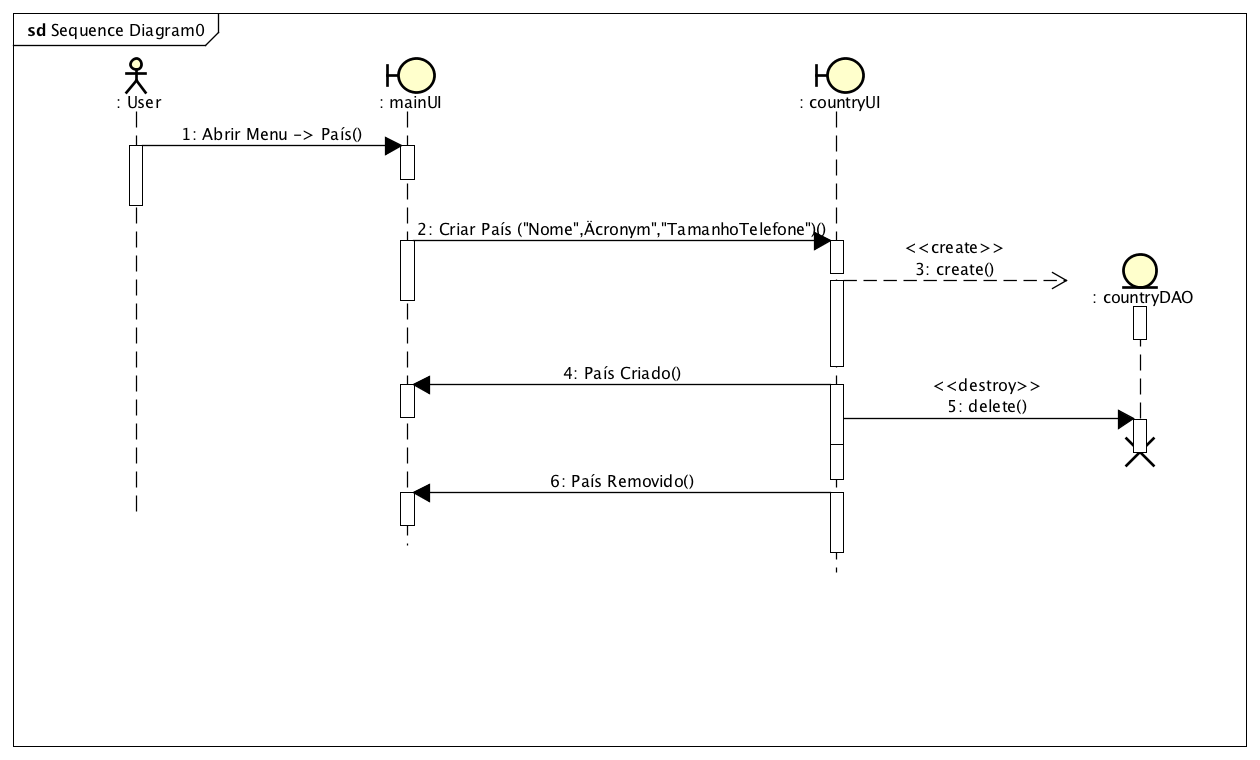 sd Sequence Diagram0
: User
: mainUI
: countryUI
1: Abrir Menu -> País()
2: Criar País ("Nome",Äcronym","TamanhoTelefone")()
<<create>>
3: create()
: countryDAO
4: País Criado()
<<destroy>>
5: delete()
6: País Removido()